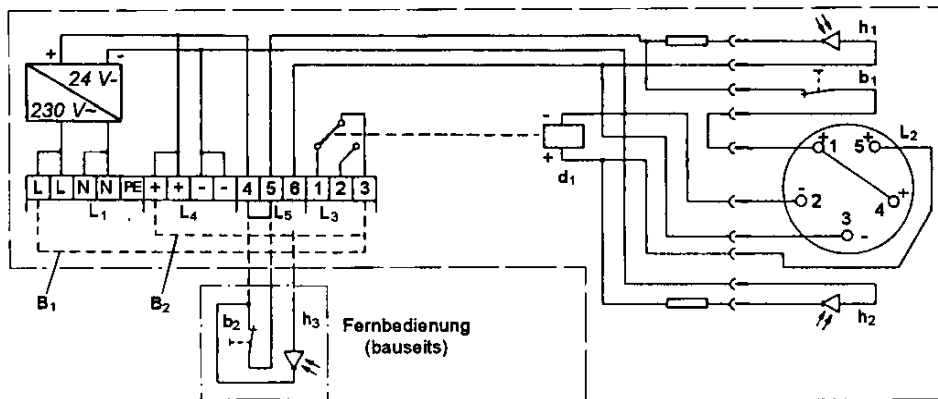 + -
24 V-
230 V~
L L N N PE + + - - 4 5 6 1 2 3
L1 L4 L5 L3
B1 B2
b2 h3
Fernbedienung
(bauseits)
-
+
d1
h1
b1
L2
+ 1
5 +
- 2
4 +
3 -
h2